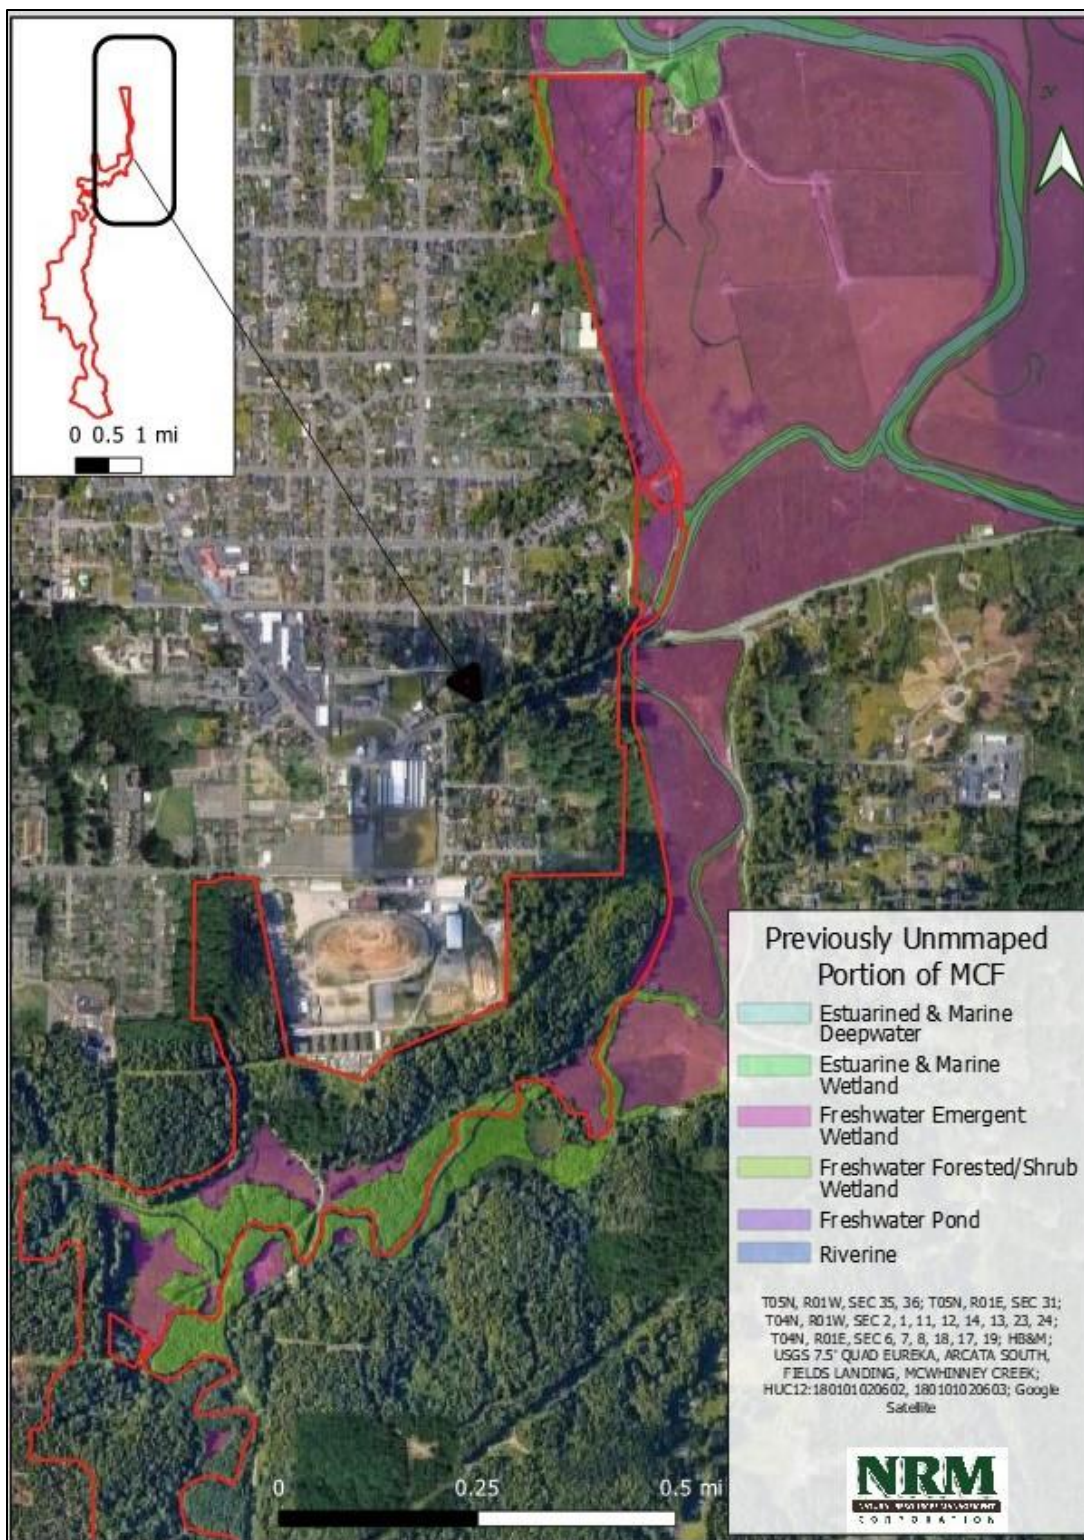 0 0.5 1 mi
Previously Unmmaped
Portion of MCF
Estuarined & Marine
Deepwater
Estuarine & Marine
Wetland
Freshwater Emergent
Wetland
Freshwater Forested/Shrub
Wetland
Freshwater Pond
Riverine
T05N, R01W, SEC 35, 36; T05N, R01E, SEC 31;
T04N, R01W, SEC 2, 1, 11, 12, 14, 13, 23, 24;
T04N, R01E, SEC 6, 7, 8, 18, 17, 19; HB&M;
USGS 7.5' QUAD EUREKA, ARCATA SOUTH,
FIELDS LANDING, MCWHINNEY CREEK;
HUC12:180101020602, 180101020603; Google
Satellite
0 0.25 0.5 mi
NRM
NATURAL RESOURCES MANAGEMENT
CORPORATION